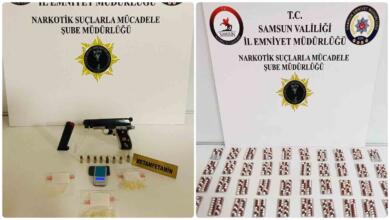 İL EMNİYET MÜDÜRLÜĞÜ
NARKOTİK SUÇLARLA MÜCADELE
ŞUBE MÜDÜRLÜĞÜ
METAMFETAMİN
T.C.
SAMSUN VALİLİĞİ
İL EMNİYET MÜDÜRLÜĞÜ
NARKOTİK SUÇLARLA MÜCADELE
ŞUBE MÜDÜRLÜĞÜ